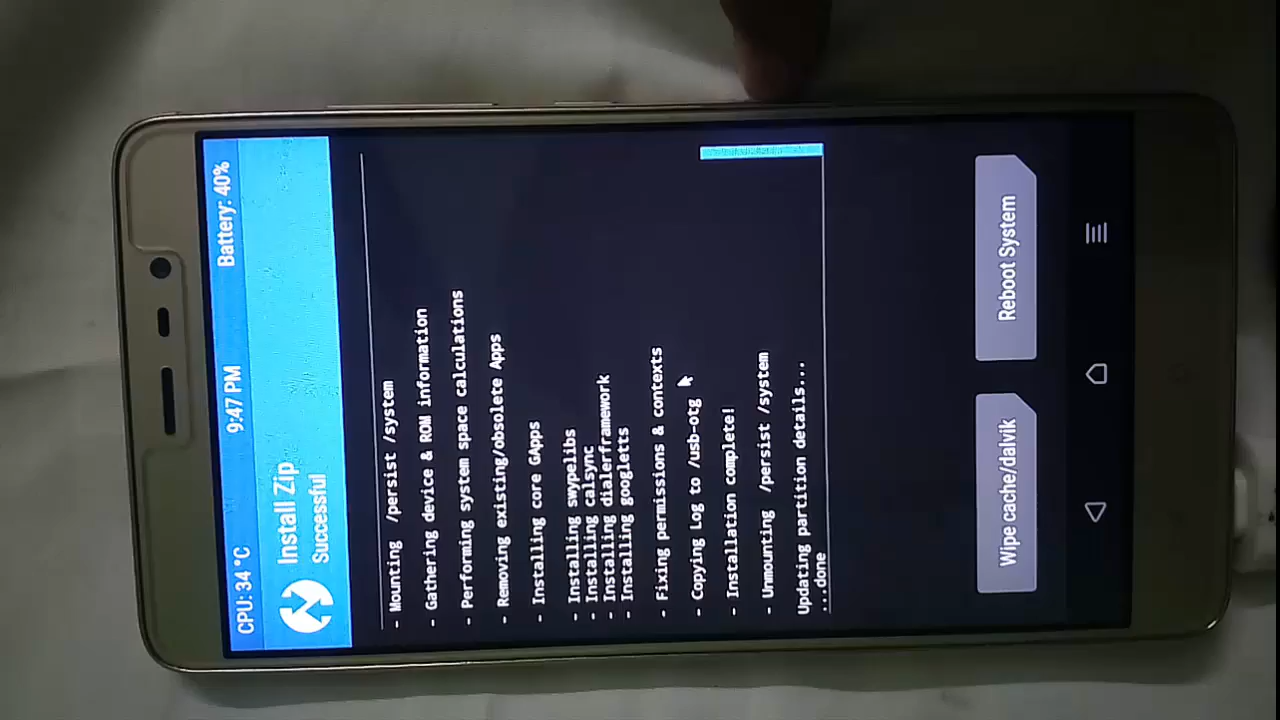 CPU: 34 °C 9:47 PM Battery: 40%
Install Zip
Successful
- Mounting /persist /system
- Gathering device & ROM information
- Performing system space calculations
- Removing existing/obsolete Apps
- Installing core GApps
- Installing swypelibs
- Installing calsync
- Installing dialerframework
- Installing googletts
- Fixing permissions & contexts
- Copying Log to /usb-otg
- Installation complete!
- Unmounting /persist /system
Updating partition details...
...done
Wipe cache/dalvik Reboot System